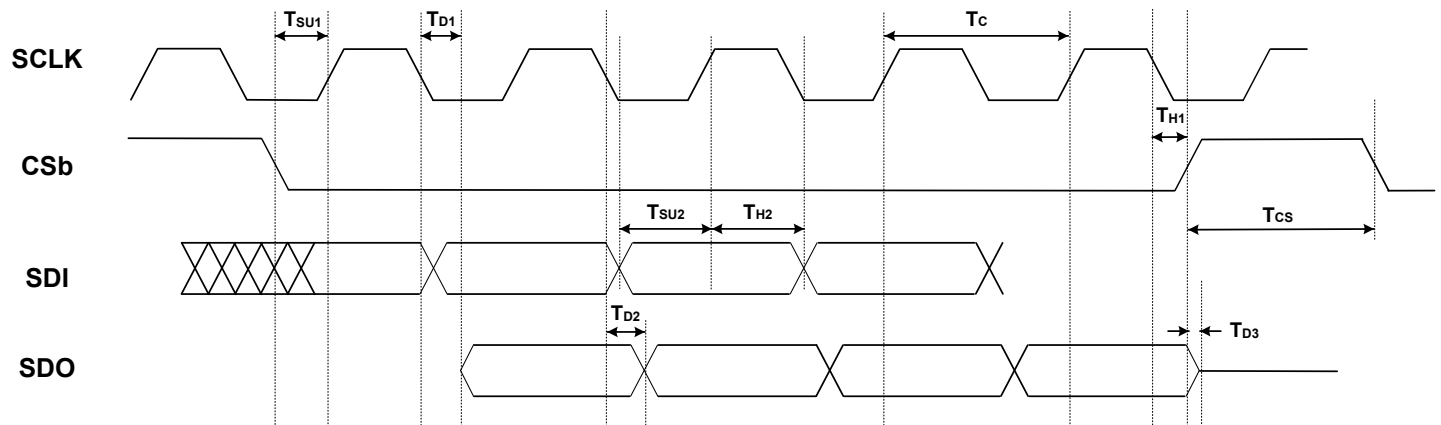 TSU1 TD1 TC
SCLK
TH1
CSb
TSU2 TH2 TCS
SDI
TD2 TD3
SDO